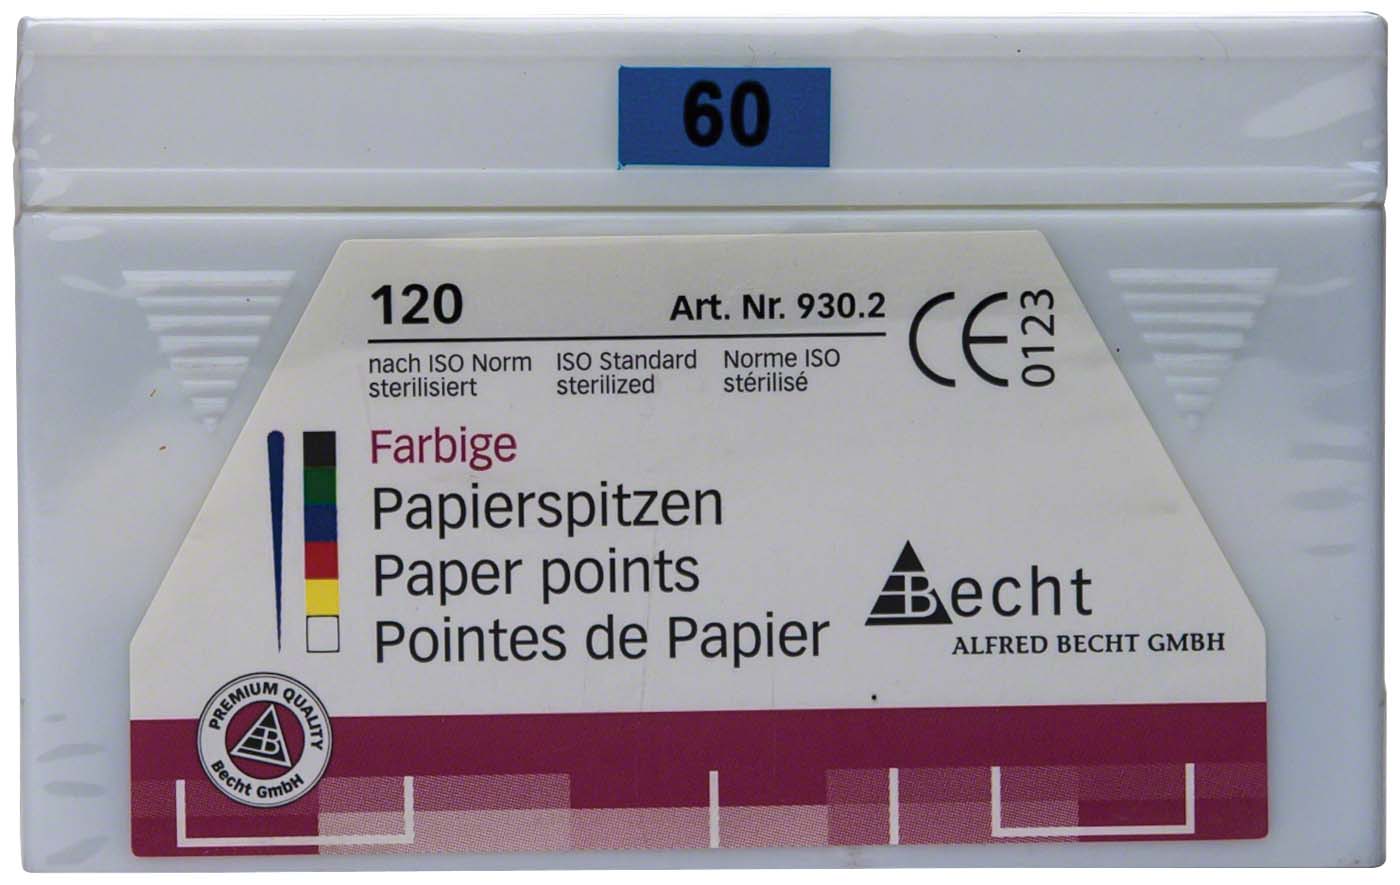 60
120 Art. Nr. 930.2
CE 0123
nach ISO Norm ISO Standard Norme ISO
sterilisiert sterilized stérilisé
Farbige
Papierspitzen
Paper points
Pointes de Papier
Becht
ALFRED BECHT GMBH
PREMIUM QUALITY
B
Becht GmbH